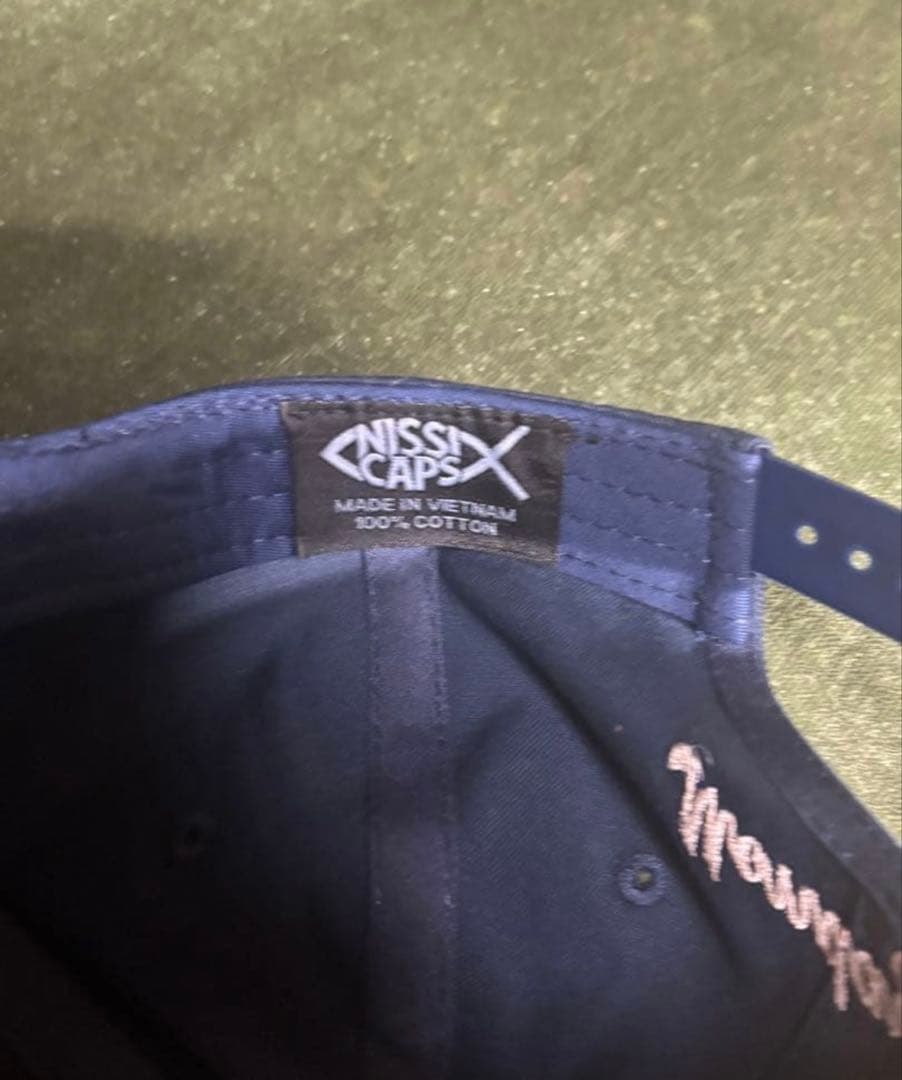 NISSI
CAPS
MADE IN VIETNAM
100% COTTON